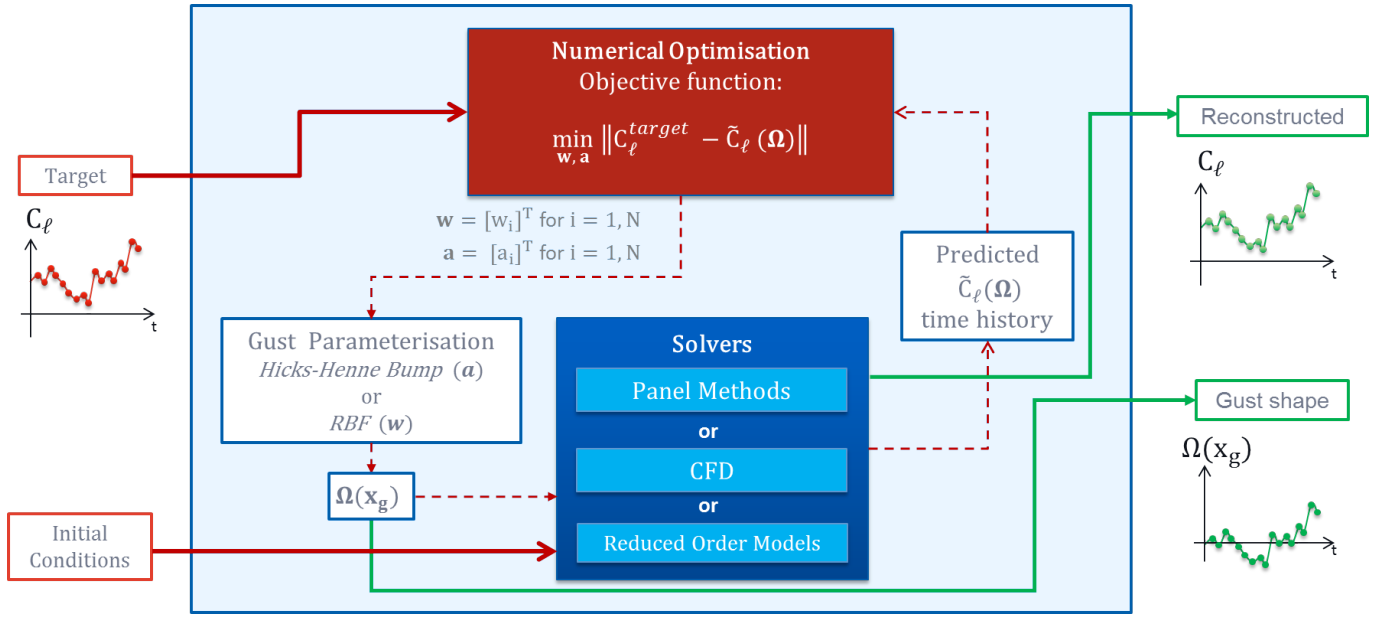 Numerical Optimisation
Objective function:
min ‖C_ℓ^target − C̃_ℓ (Ω)‖
w, a
Target
C_ℓ
t
w = [w_i]^T for i = 1, N
a = [a_i]^T for i = 1, N
Gust Parameterisation
Hicks-Henne Bump (a)
or
RBF (w)
Ω(x_g)
Initial
Conditions
Solvers
Panel Methods
or
CFD
or
Reduced Order Models
Predicted
C̃_ℓ(Ω)
time history
Reconstructed
C_ℓ
t
Gust shape
Ω(x_g)
t